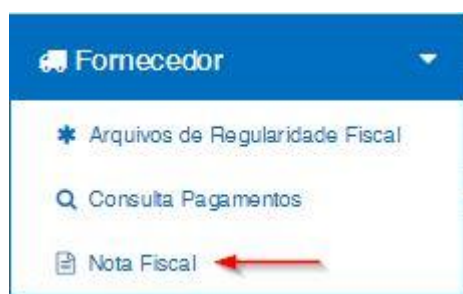 Fornecedor
Arquivos de Regularidade Fiscal
Consulta Pagamentos
Nota Fiscal